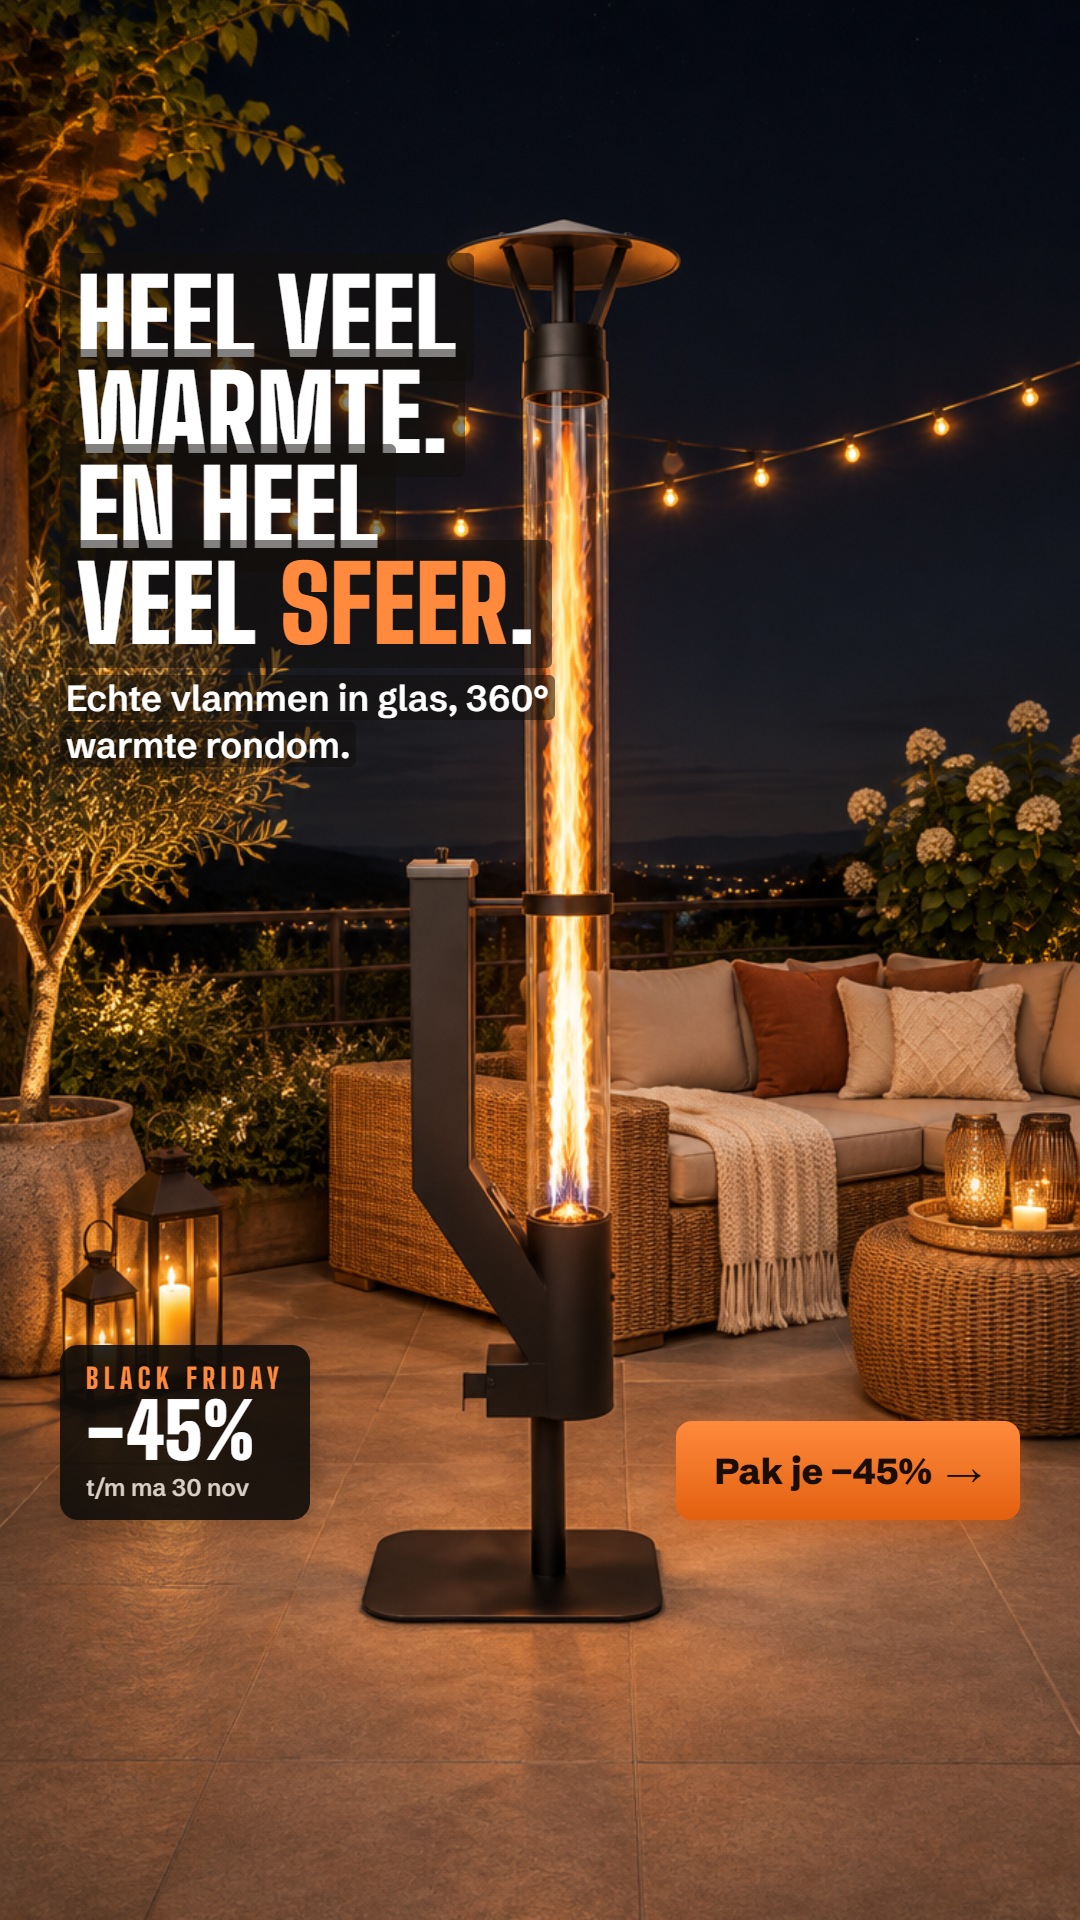 HEEL VEEL
WARMTE.
EN HEEL
VEEL SFEER.
Echte vlammen in glas, 360°
warmte rondom.
BLACK FRIDAY
−45%
t/m ma 30 nov
Pak je −45% →